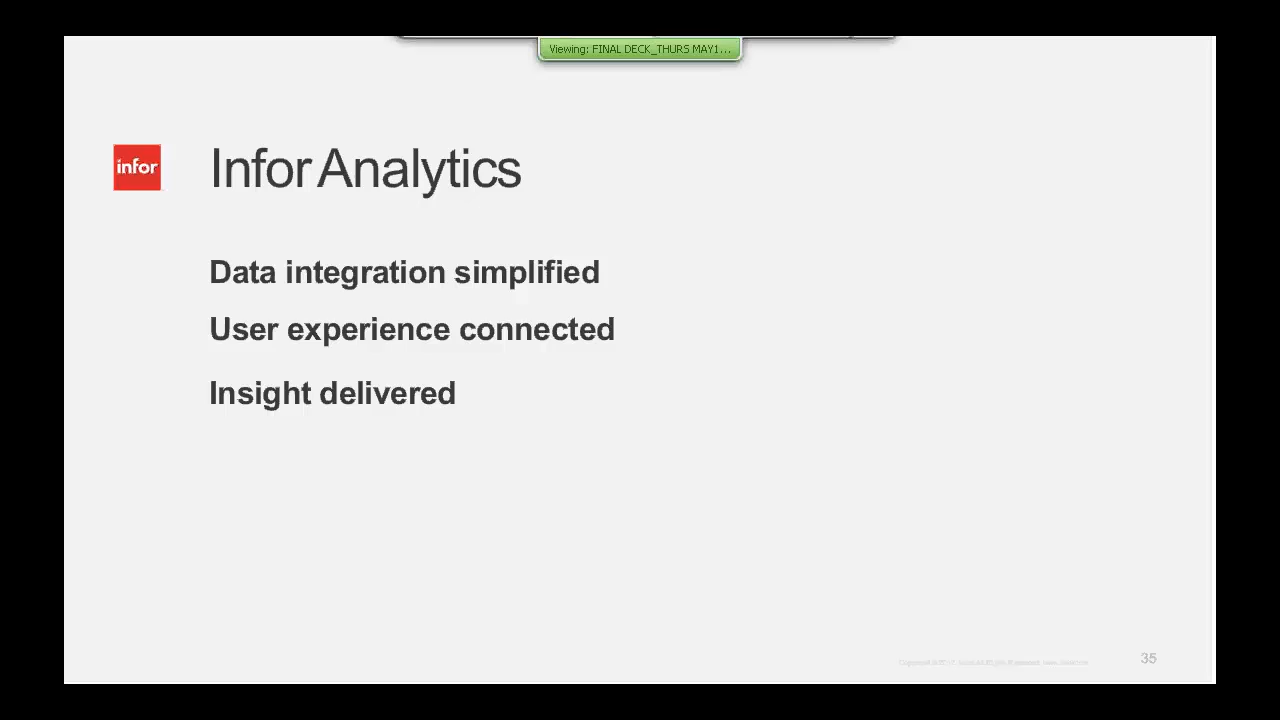 Viewing: FINAL DECK_THURS MAY1...
infor
Infor Analytics
Data integration simplified
User experience connected
Insight delivered
35